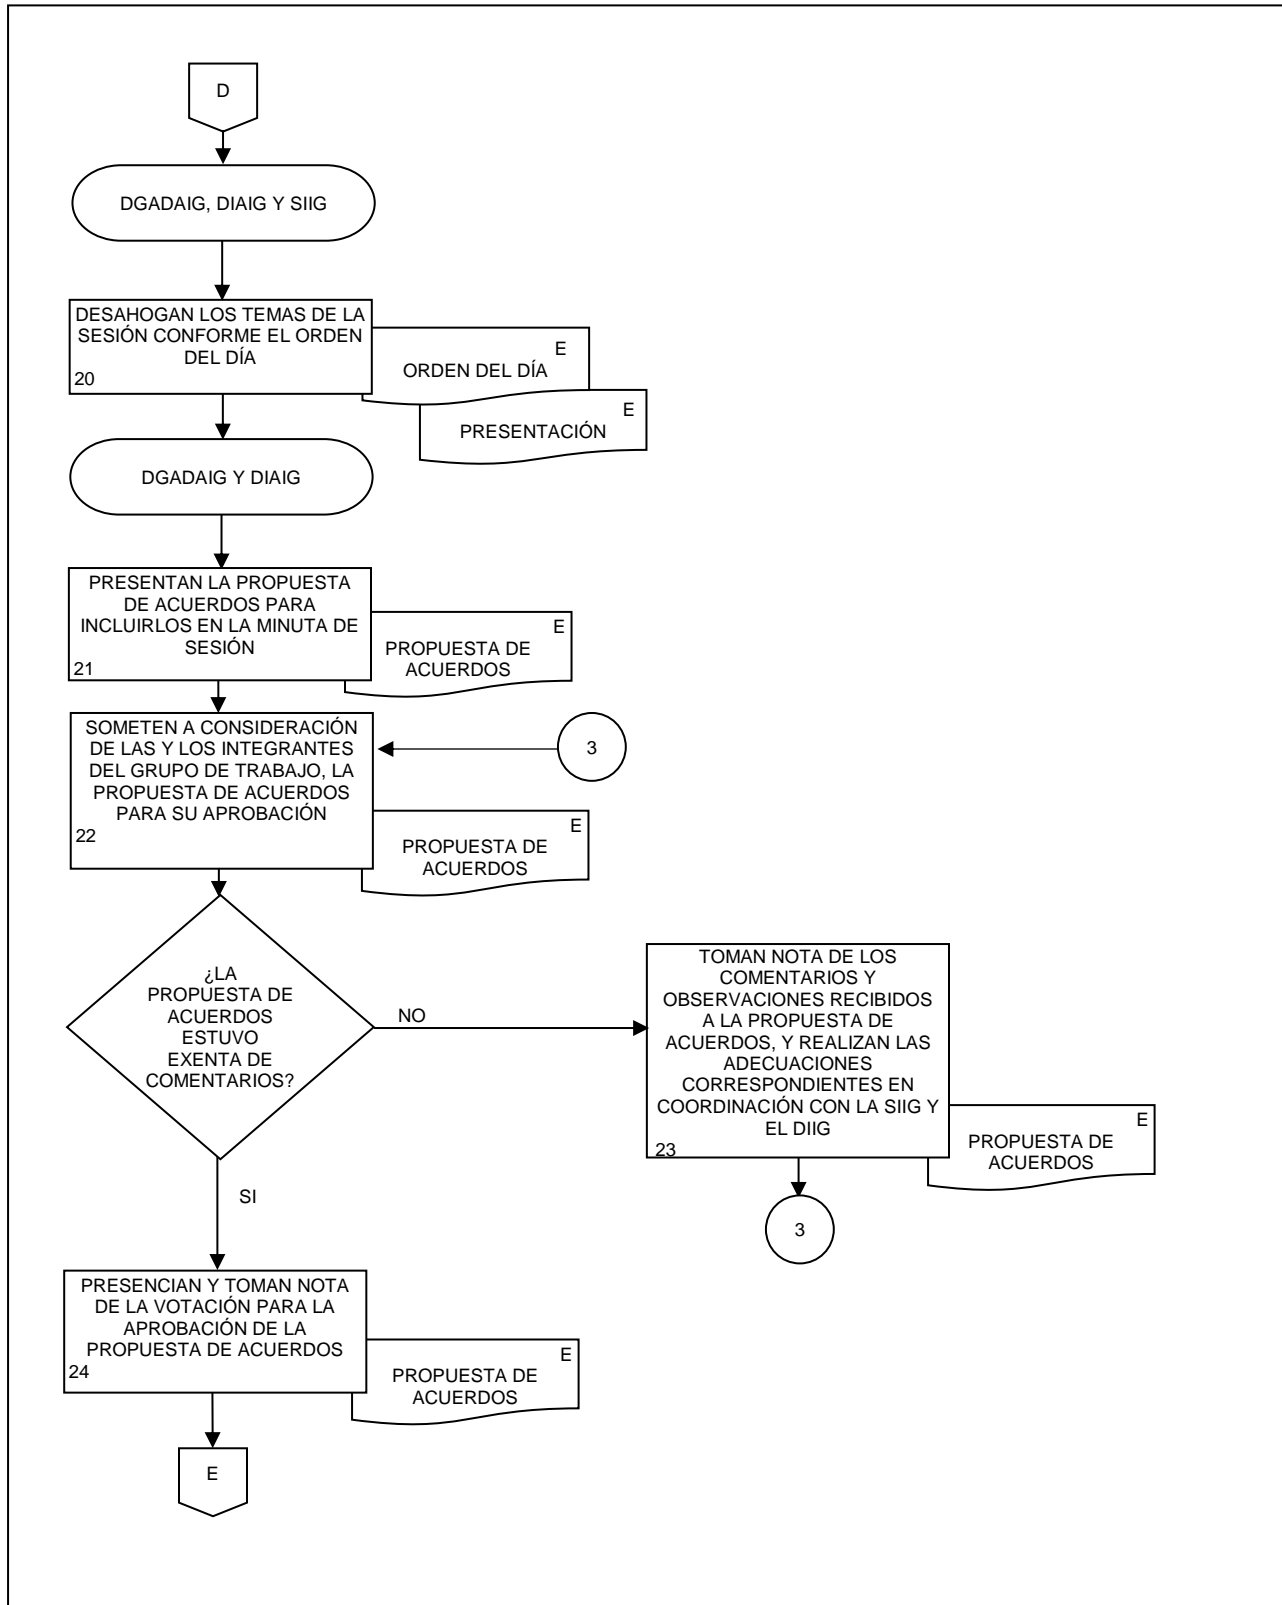 D
DGADAIG, DIAIG Y SIIG
DESAHOGAN LOS TEMAS DE LA
SESIÓN CONFORME EL ORDEN
DEL DÍA
20
E
ORDEN DEL DÍA
E
PRESENTACIÓN
DGADAIG Y DIAIG
PRESENTAN LA PROPUESTA
DE ACUERDOS PARA
INCLUIRLOS EN LA MINUTA DE
SESIÓN
21
E
PROPUESTA DE
ACUERDOS
SOMETEN A CONSIDERACIÓN
DE LAS Y LOS INTEGRANTES
DEL GRUPO DE TRABAJO, LA
PROPUESTA DE ACUERDOS
PARA SU APROBACIÓN
22
3
E
PROPUESTA DE
ACUERDOS
¿LA
PROPUESTA DE
ACUERDOS
ESTUVO
EXENTA DE
COMENTARIOS?
NO
TOMAN NOTA DE LOS
COMENTARIOS Y
OBSERVACIONES RECIBIDOS
A LA PROPUESTA DE
ACUERDOS, Y REALIZAN LAS
ADECUACIONES
CORRESPONDIENTES EN
COORDINACIÓN CON LA SIIG Y
EL DIIG
23
E
PROPUESTA DE
ACUERDOS
3
SI
PRESENCIAN Y TOMAN NOTA
DE LA VOTACIÓN PARA LA
APROBACIÓN DE LA
PROPUESTA DE ACUERDOS
24
E
PROPUESTA DE
ACUERDOS
E